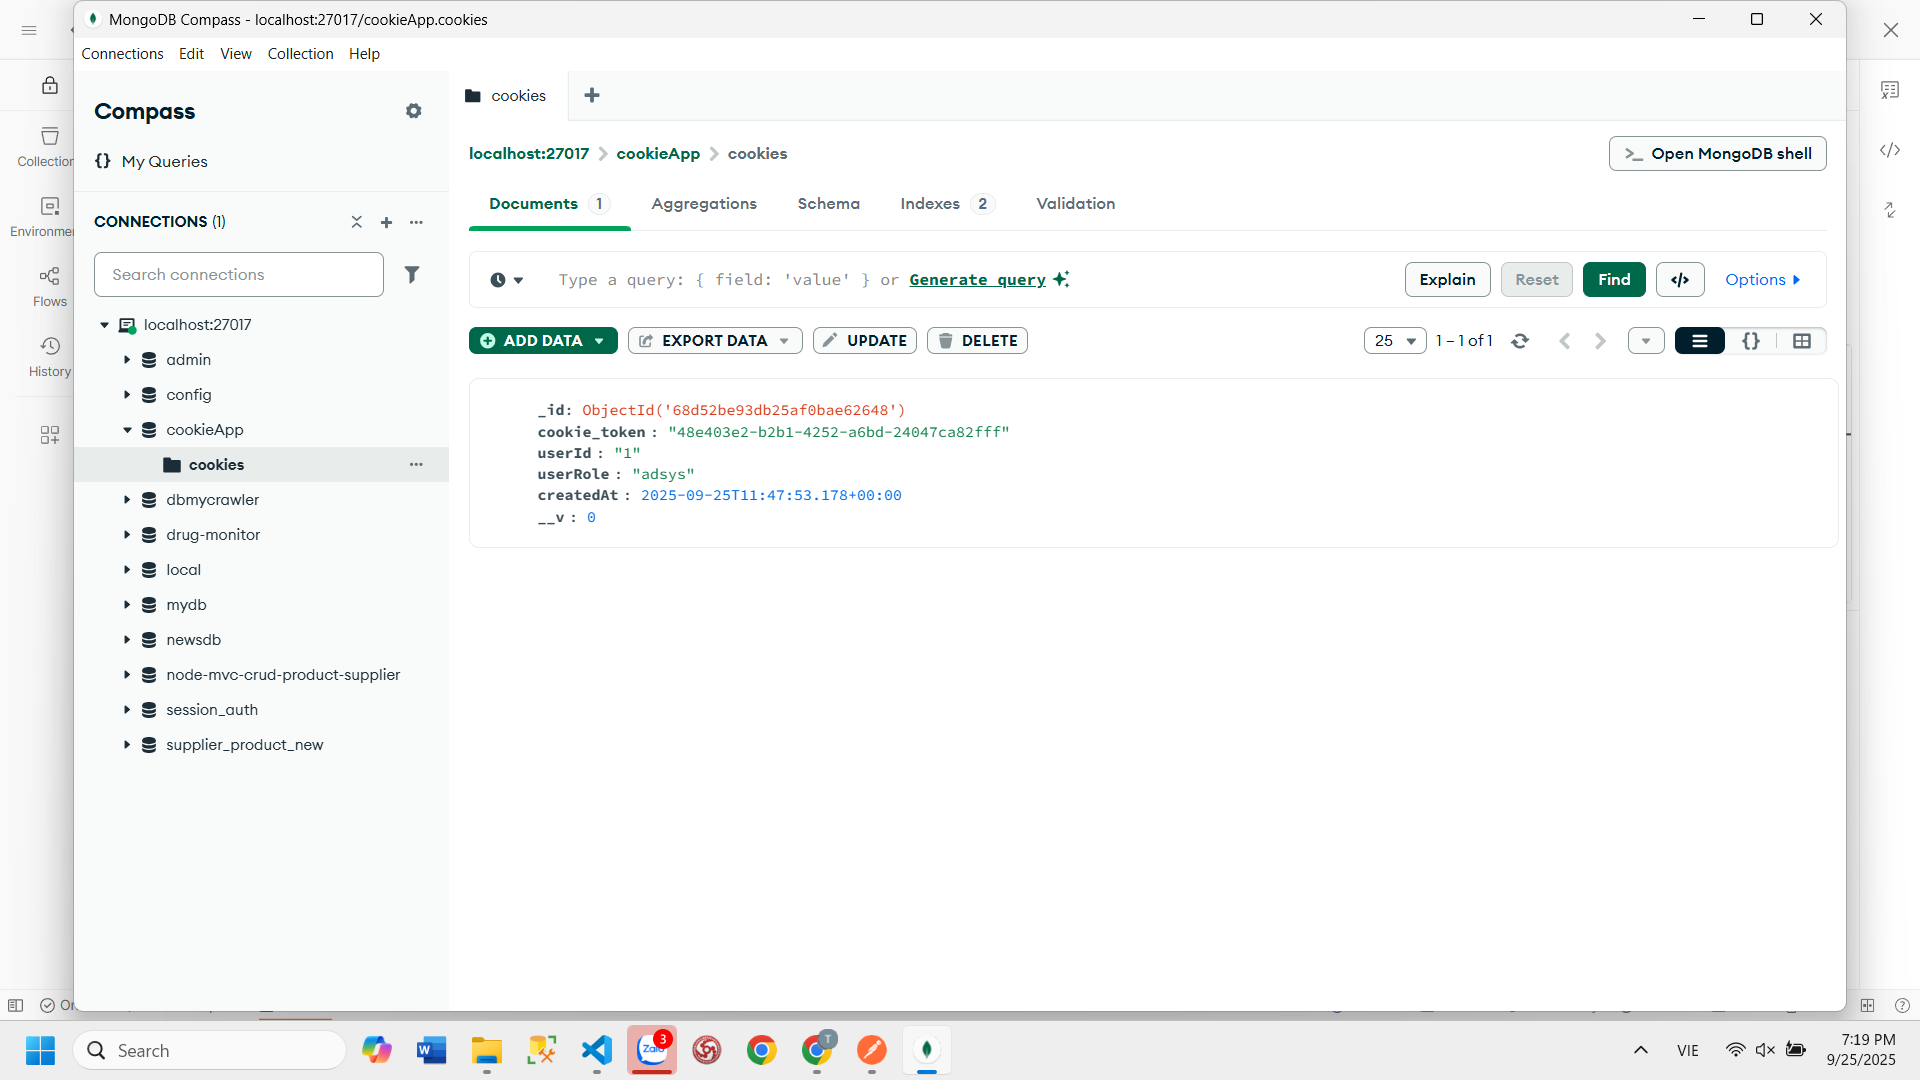 MongoDB Compass - localhost:27017/cookieApp.cookies
Connections Edit View Collection Help
Compass
cookies
{} My Queries
localhost:27017 > cookieApp > cookies
>_ Open MongoDB shell
Documents 1 Aggregations Schema Indexes 2 Validation
CONNECTIONS (1)
Search connections
Type a query: { field: 'value' } or Generate query
Explain Reset Find </> Options
ADD DATA EXPORT DATA UPDATE DELETE
25 1 – 1 of 1 {}
localhost:27017
admin
config
cookieApp
cookies
dbmycrawler
drug-monitor
local
mydb
newsdb
node-mvc-crud-product-supplier
session_auth
supplier_product_new
_id: ObjectId('68d52be93db25af0bae62648')
cookie_token : "48e403e2-b2b1-4252-a6bd-24047ca82fff"
userId : "1"
userRole : "adsys"
createdAt : 2025-09-25T11:47:53.178+00:00
__v : 0
Collection
Environme
Flows
History
Search
Zalo
3
T
VIE
7:19 PM
9/25/2025